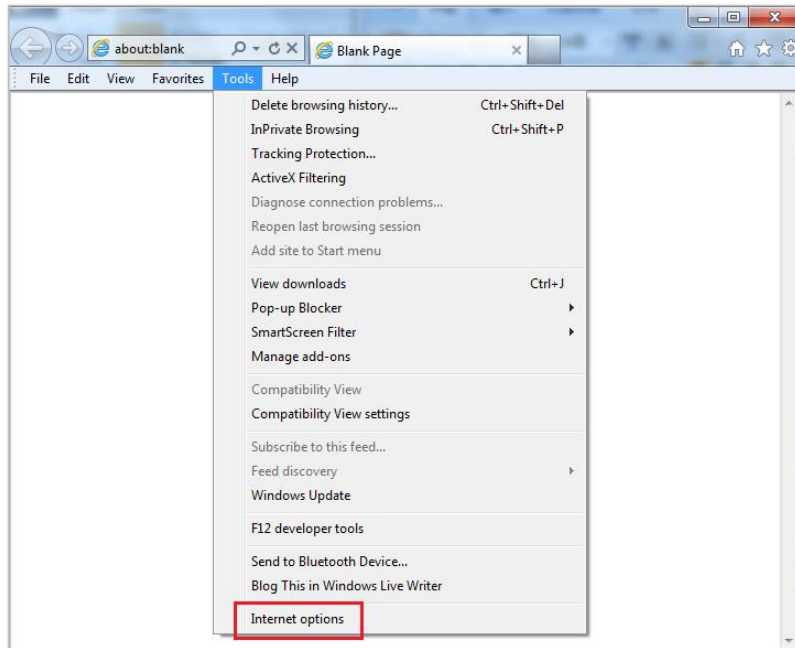 about:blank
Blank Page
File Edit View Favorites Tools Help
Delete browsing history... Ctrl+Shift+Del
InPrivate Browsing Ctrl+Shift+P
Tracking Protection...
ActiveX Filtering
Diagnose connection problems...
Reopen last browsing session
Add site to Start menu
View downloads Ctrl+J
Pop-up Blocker
SmartScreen Filter
Manage add-ons
Compatibility View
Compatibility View settings
Subscribe to this feed...
Feed discovery
Windows Update
F12 developer tools
Send to Bluetooth Device...
Blog This in Windows Live Writer
Internet options